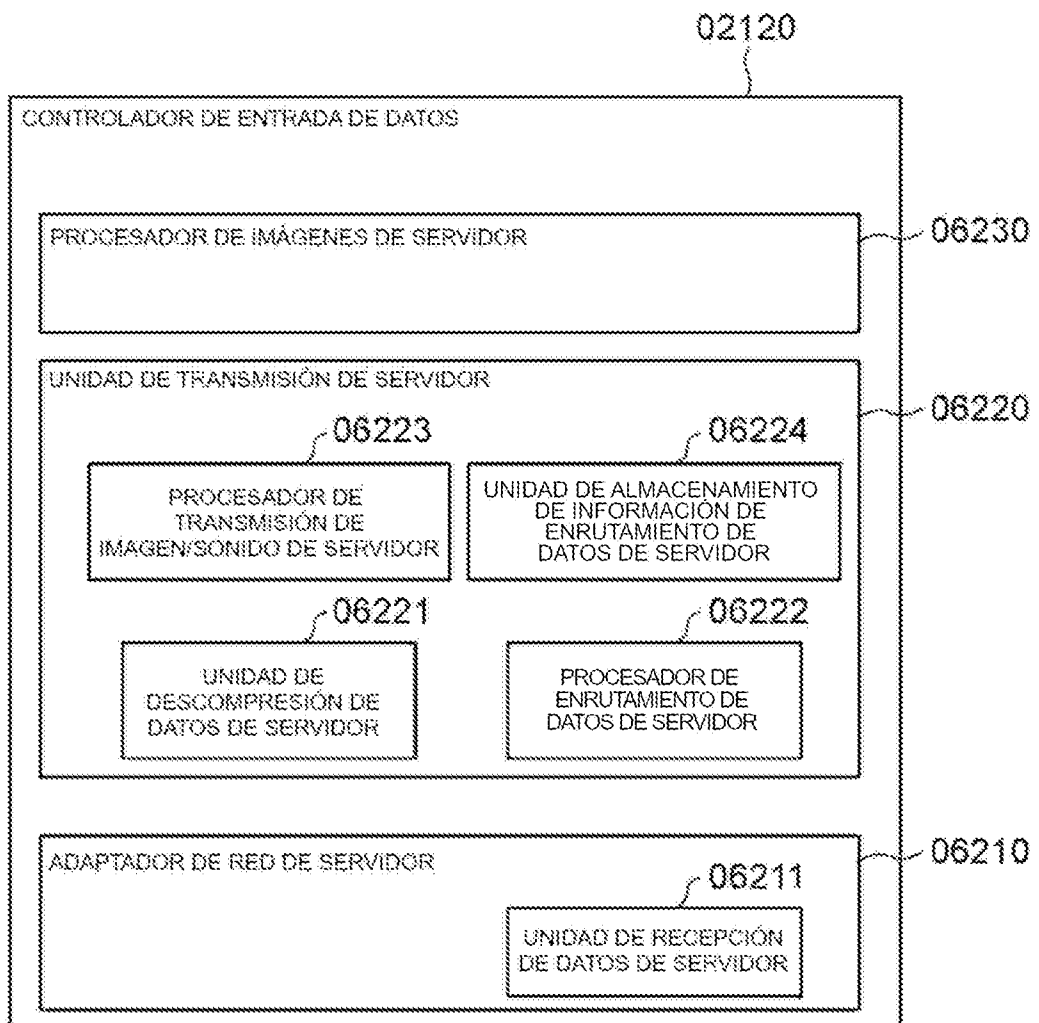 02120
CONTROLADOR DE ENTRADA DE DATOS
PROCESADOR DE IMÁGENES DE SERVIDOR
06230
UNIDAD DE TRANSMISIÓN DE SERVIDOR
06220
06223
PROCESADOR DE
TRANSMISIÓN DE
IMAGEN/SONIDO DE SERVIDOR
06224
UNIDAD DE ALMACENAMIENTO
DE INFORMACIÓN DE
ENRUTAMIENTO DE
DATOS DE SERVIDOR
06221
UNIDAD DE
DESCOMPRESIÓN DE
DATOS DE SERVIDOR
06222
PROCESADOR DE
ENRUTAMIENTO DE
DATOS DE SERVIDOR
ADAPTADOR DE RED DE SERVIDOR
06210
06211
UNIDAD DE RECEPCIÓN
DE DATOS DE SERVIDOR